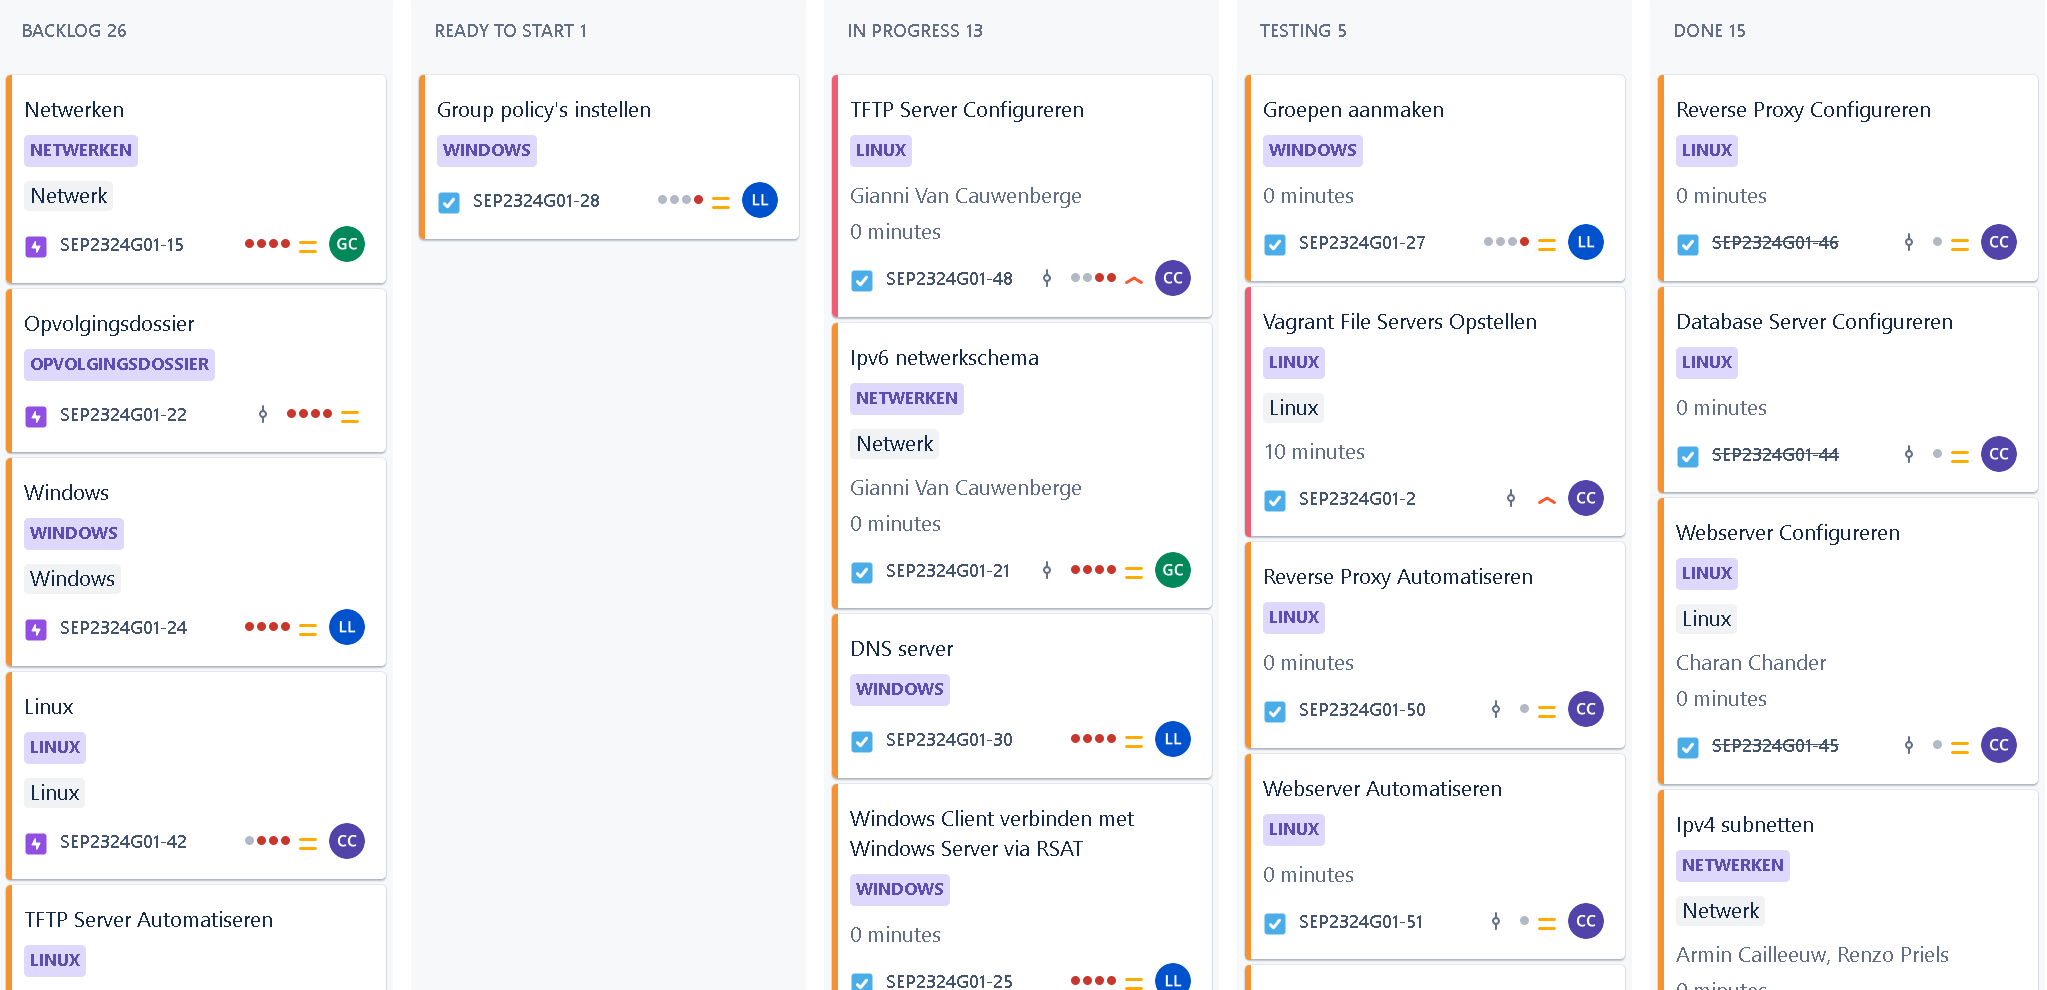 BACKLOG 26
Netwerken
NETWERKEN
Netwerk
SEP2324G01-15
GC
Opvolgingsdossier
OPVOLGINGSDOSSIER
SEP2324G01-22
Windows
WINDOWS
Windows
SEP2324G01-24
LL
Linux
LINUX
Linux
SEP2324G01-42
CC
TFTP Server Automatiseren
LINUX
READY TO START 1
Group policy's instellen
WINDOWS
SEP2324G01-28
LL
IN PROGRESS 13
TFTP Server Configureren
LINUX
Gianni Van Cauwenberge
0 minutes
SEP2324G01-48
CC
Ipv6 netwerkschema
NETWERKEN
Netwerk
Gianni Van Cauwenberge
0 minutes
SEP2324G01-21
GC
DNS server
WINDOWS
SEP2324G01-30
LL
Windows Client verbinden met
Windows Server via RSAT
WINDOWS
0 minutes
SEP2324G01-25
LL
TESTING 5
Groepen aanmaken
WINDOWS
0 minutes
SEP2324G01-27
LL
Vagrant File Servers Opstellen
LINUX
Linux
10 minutes
SEP2324G01-2
CC
Reverse Proxy Automatiseren
LINUX
0 minutes
SEP2324G01-50
CC
Webserver Automatiseren
LINUX
0 minutes
SEP2324G01-51
CC
DONE 15
Reverse Proxy Configureren
LINUX
0 minutes
SEP2324G01-46
CC
Database Server Configureren
LINUX
0 minutes
SEP2324G01-44
CC
Webserver Configureren
LINUX
Linux
Charan Chander
0 minutes
SEP2324G01-45
CC
Ipv4 subnetten
NETWERKEN
Netwerk
Armin Cailleeuw, Renzo Priels
0 minutes